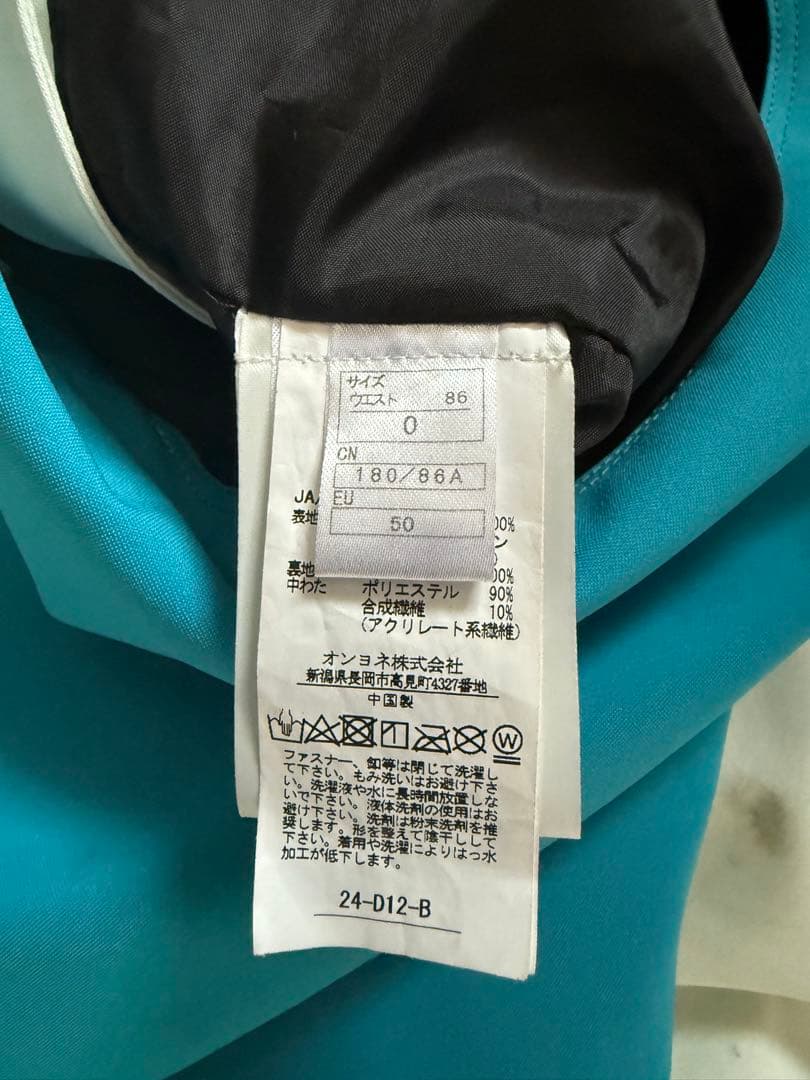 サイズ
ウエスト 86
0
CN
180/86A
EU
50
JA
表地 00%
ン
裏地 00%
中わた ポリエステル 90%
合成繊維 10%
(アクリレート系繊維)
オンヨネ株式会社
新潟県長岡市高見町4327番地
中国製
W
ファスナー、釦等は閉じて洗濯し
て下さい。もみ洗いはお避け下さ
い。洗濯液や水に長時間放置しな
いで下さい。液体洗剤の使用はお
避け下さい。洗剤は粉末洗剤を推
奨します。形を整えて陰干しして
下さい。着用や洗濯によりはっ水
加工が低下します。
24-D12-B